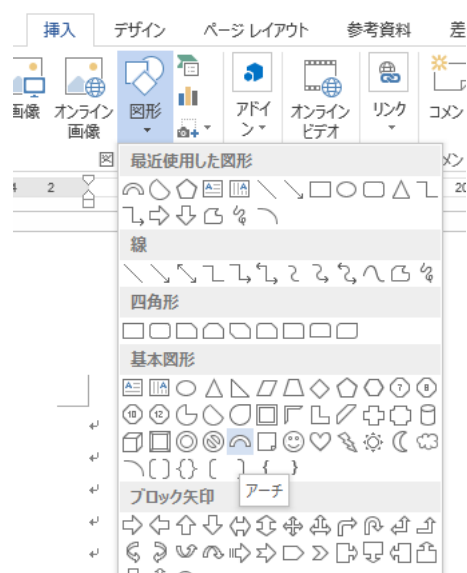 挿入 デザイン ページ レイアウト 参考資料 差
画像 オンライン画像 図形 アドイン オンラインビデオ リンク コメン
図 メン
4 2 20
最近使用した図形
線
四角形
基本図形
7 8
10 12
アーチ
ブロック矢印